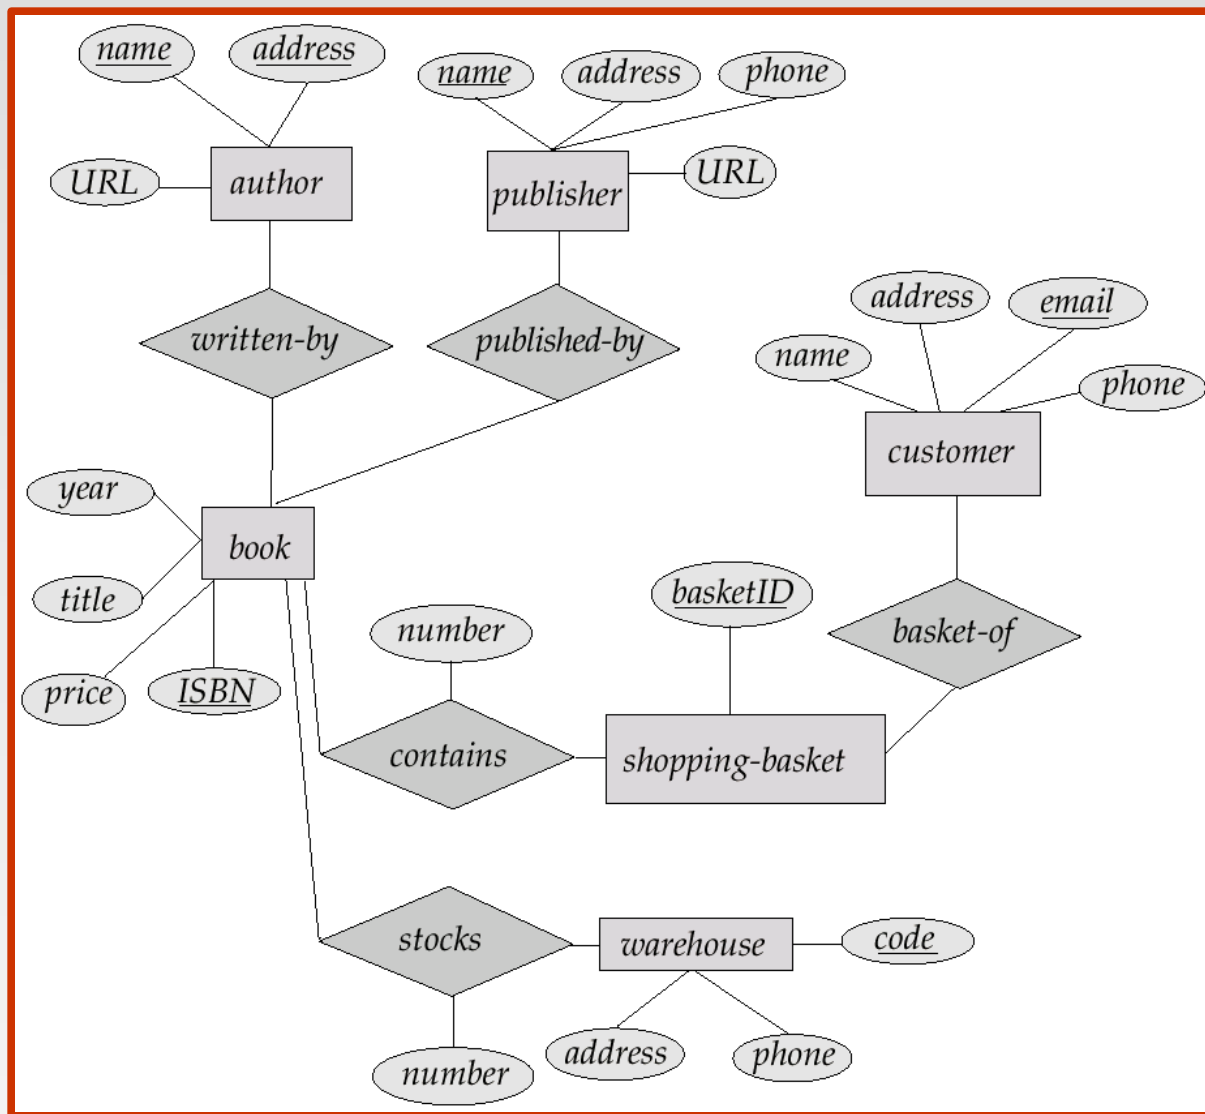 name
address
name
address
phone
URL
author
publisher
URL
written-by
published-by
address
email
name
phone
customer
year
book
title
basketID
number
basket-of
price
ISBN
contains
shopping-basket
stocks
warehouse
code
address
phone
number